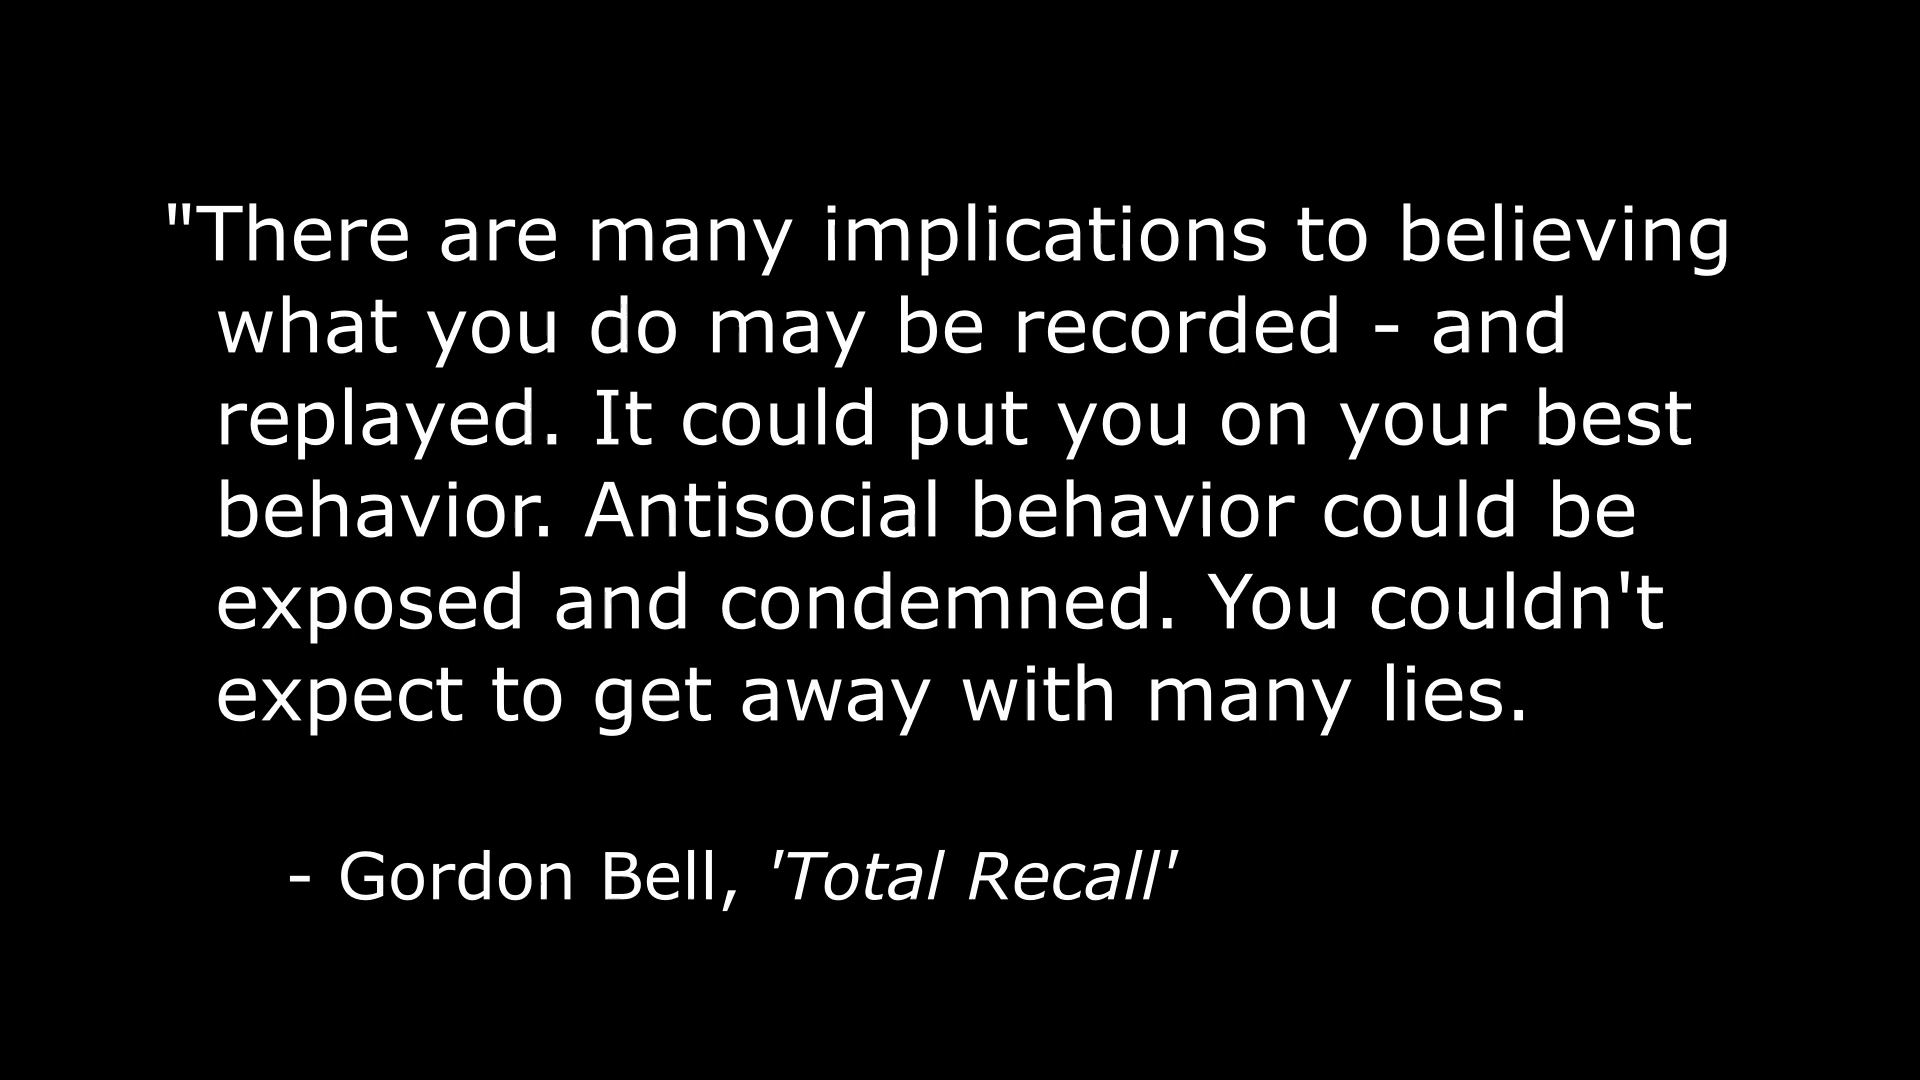 "There are many implications to believing
what you do may be recorded - and
replayed. It could put you on your best
behavior. Antisocial behavior could be
exposed and condemned. You couldn't
expect to get away with many lies.
- Gordon Bell, 'Total Recall'